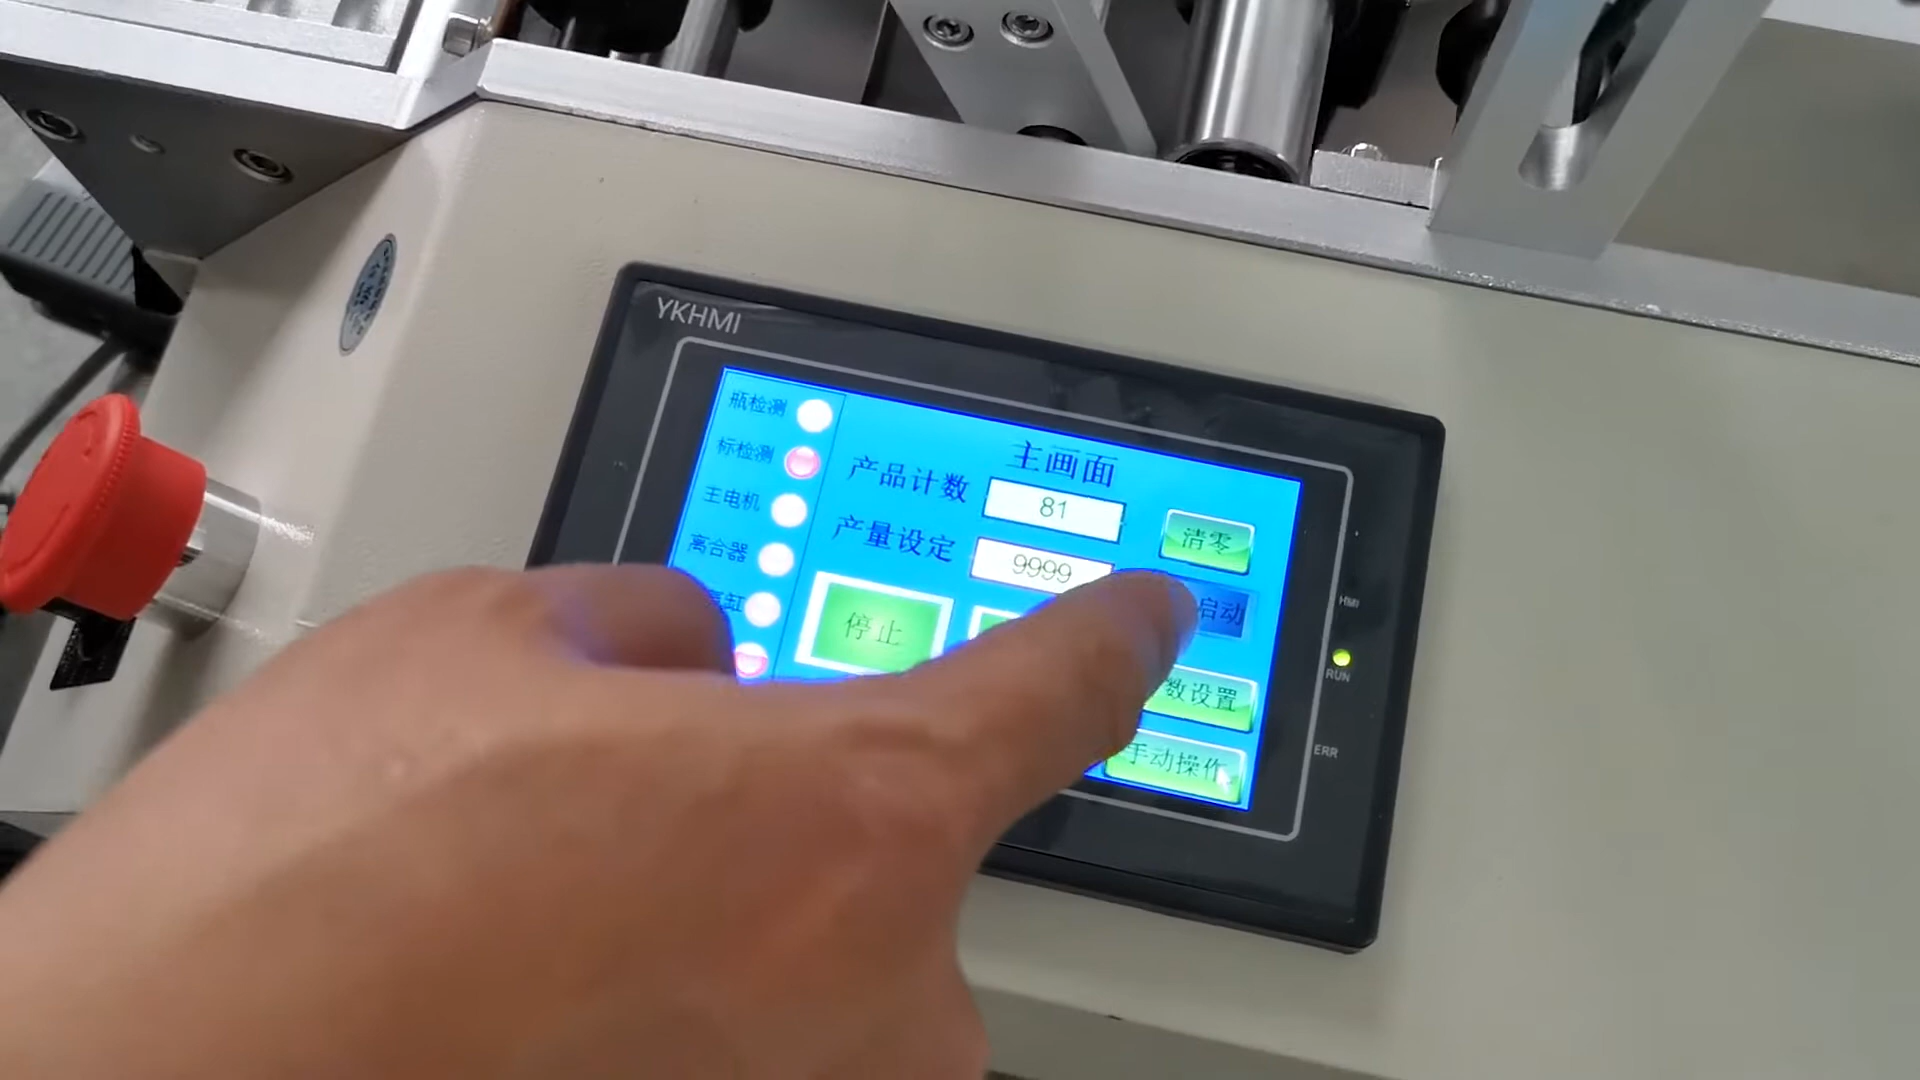 YKHMI
主画面
瓶检测
标检测
主电机
离合器
气缸
产品计数
81
清零
产量设定
9999
停止
启动
数设置
手动操作
HMI
RUN
ERR